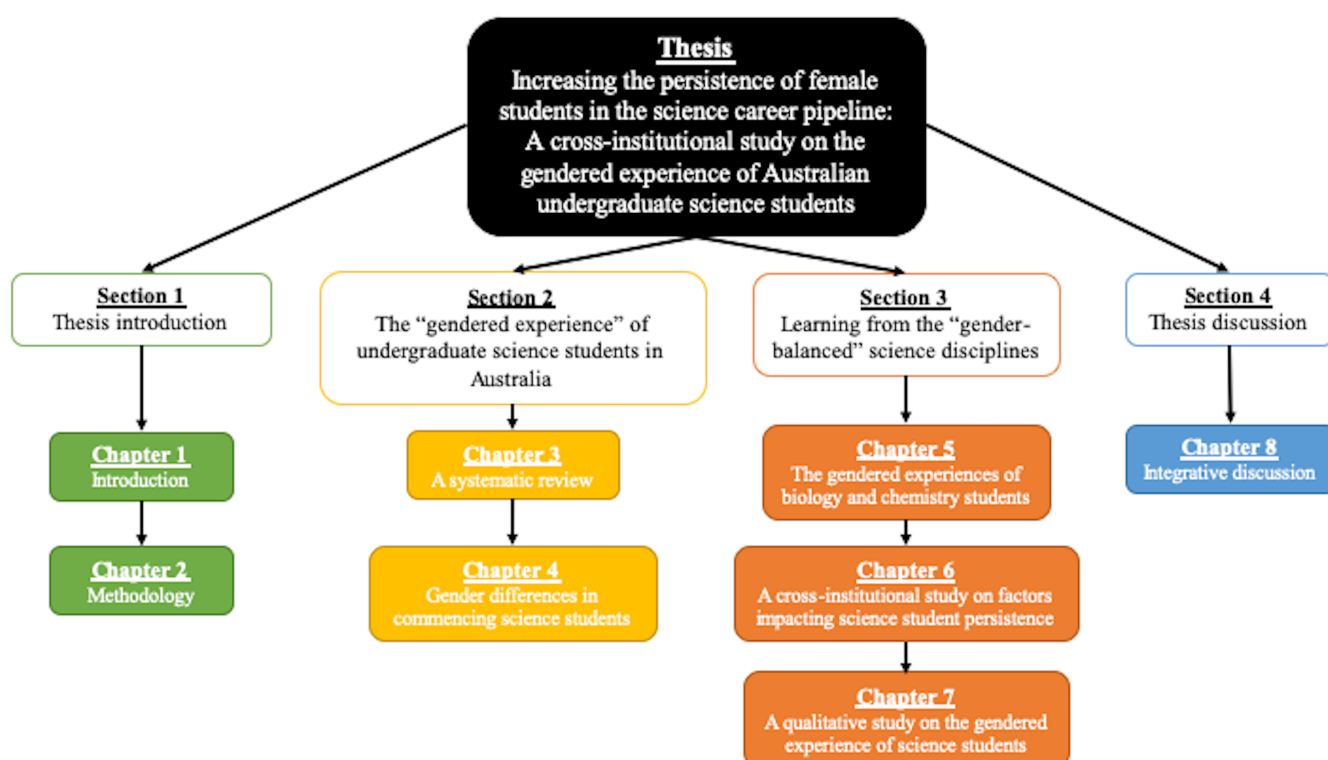 Thesis
Increasing the persistence of female
students in the science career pipeline:
A cross-institutional study on the
gendered experience of Australian
undergraduate science students
Section 1
Thesis introduction
Chapter 1
Introduction
Chapter 2
Methodology
Section 2
The “gendered experience” of
undergraduate science students in
Australia
Chapter 3
A systematic review
Chapter 4
Gender differences in
commencing science students
Section 3
Learning from the “gender-
balanced” science disciplines
Chapter 5
The gendered experiences of
biology and chemistry students
Chapter 6
A cross-institutional study on factors
impacting science student persistence
Chapter 7
A qualitative study on the gendered
experience of science students
Section 4
Thesis discussion
Chapter 8
Integrative discussion